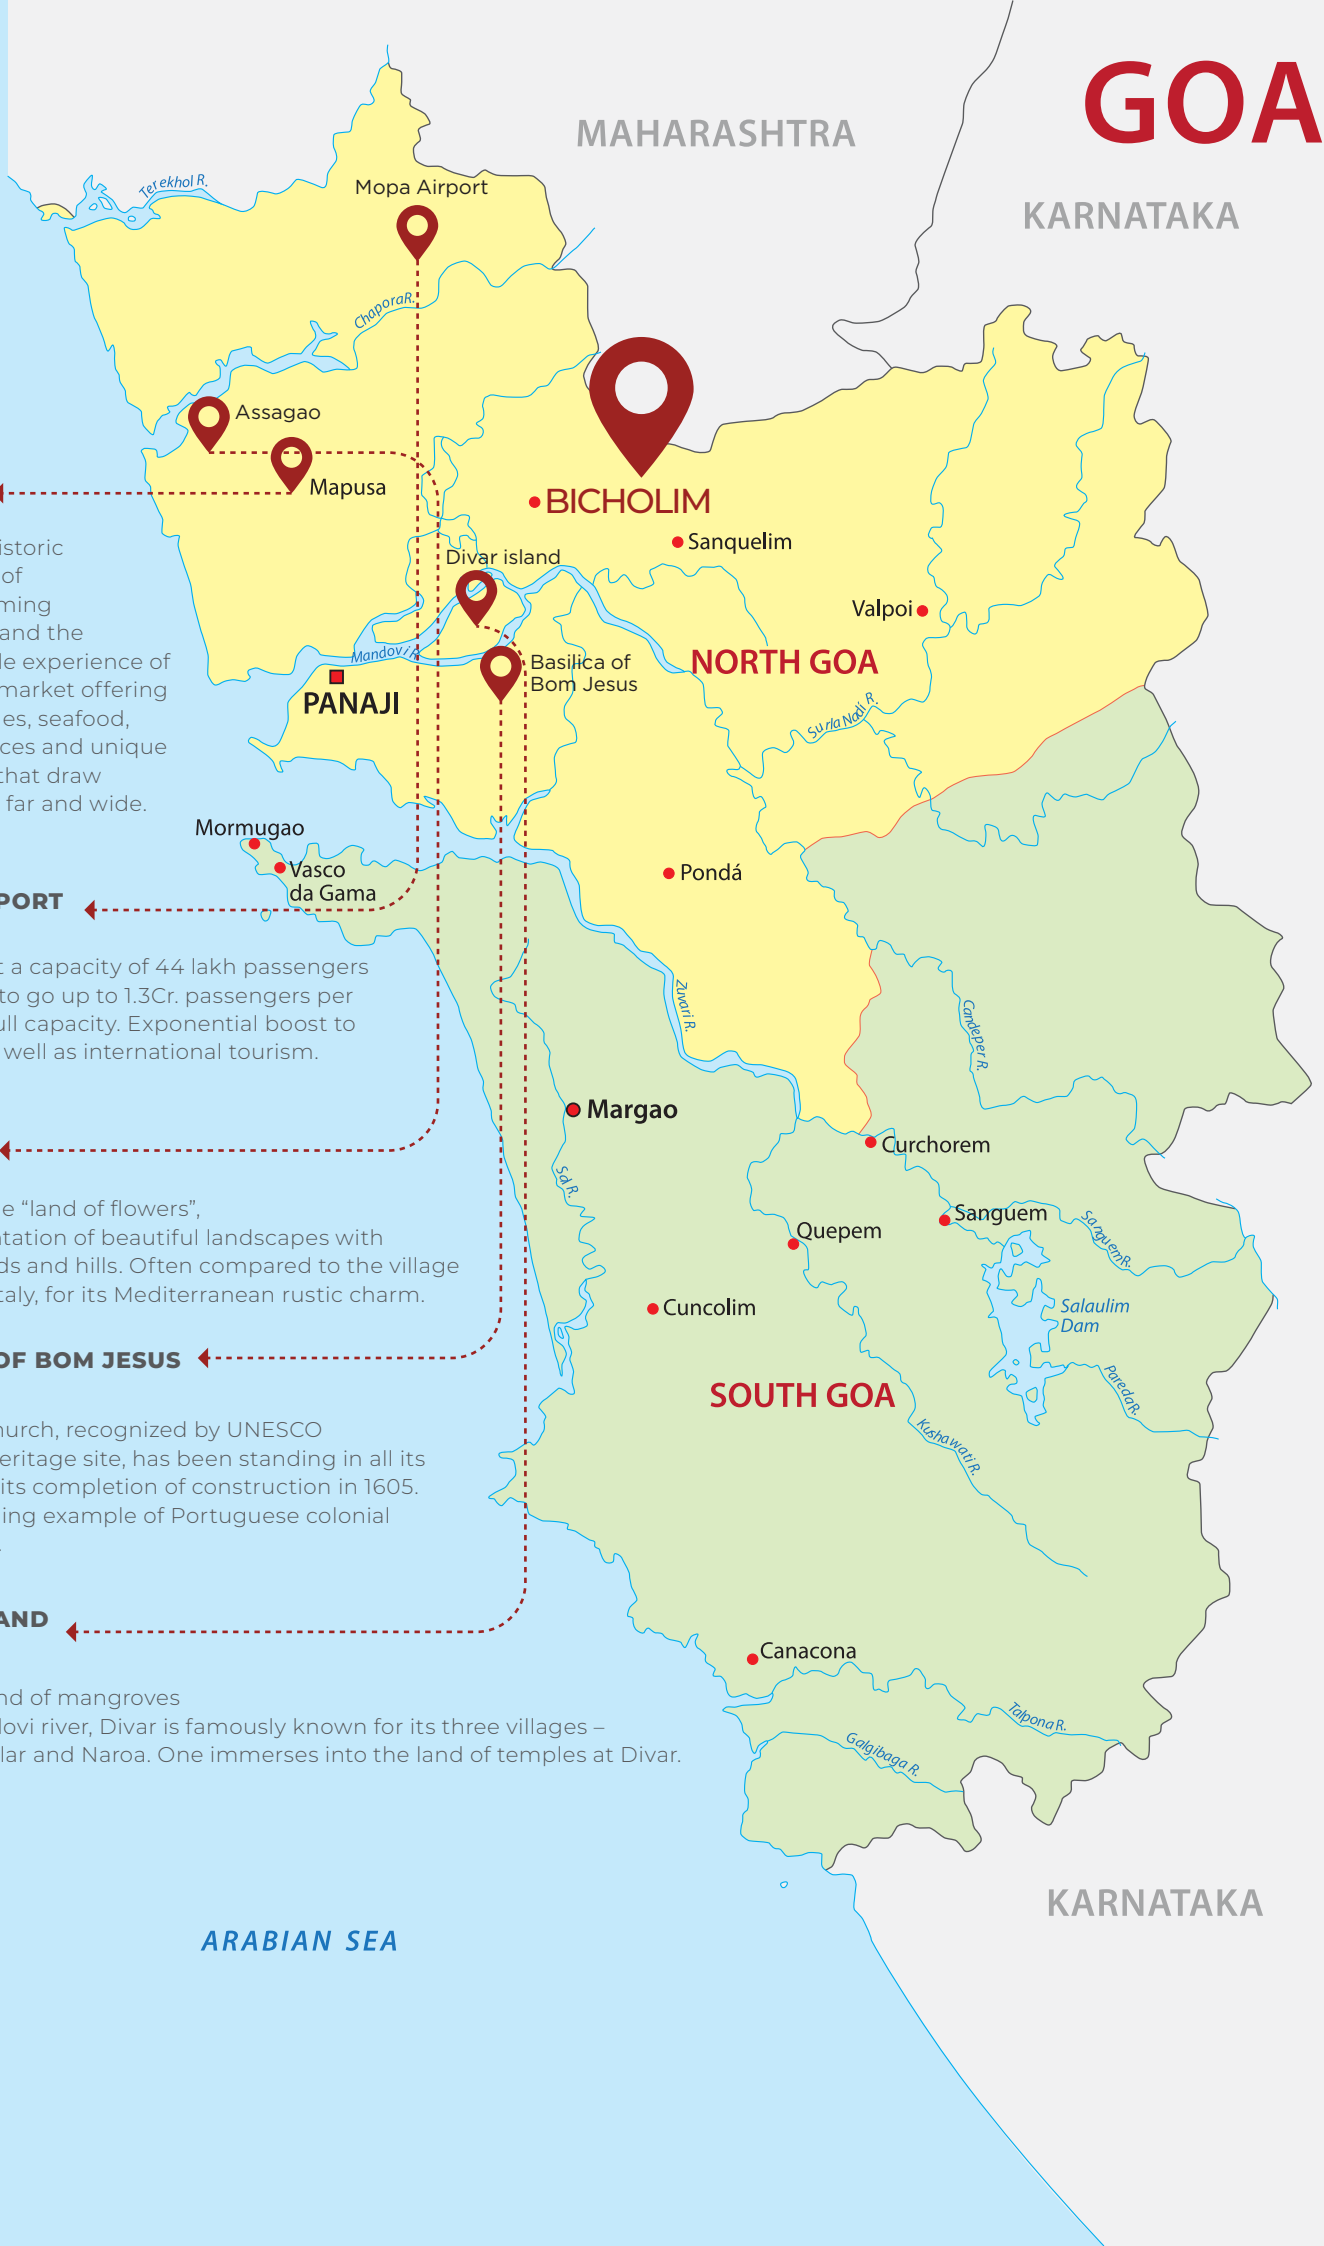 GOA
MAHARASHTRA
KARNATAKA
Terekhol R.
Mopa Airport
Chapora R.
Assagao
Mapusa
BICHOLIM
Sanquelim
Divar island
Valpoi
Mandovi R.
Basilica of
Bom Jesus
NORTH GOA
PANAJI
Surla Nadi R.
istoric
of
ming
and the
le experience of
market offering
es, seafood,
ces and unique
that draw
far and wide.
Mormugao
Vasco
da Gama
Pondá
PORT
t a capacity of 44 lakh passengers
to go up to 1.3Cr. passengers per
ull capacity. Exponential boost to
well as international tourism.
Zuvari R.
Candeper R.
Margao
Curchorem
Sal R.
e “land of flowers”,
ntation of beautiful landscapes with
ds and hills. Often compared to the village
taly, for its Mediterranean rustic charm.
Sanguem
Sanguem R.
Quepem
Cuncolim
Salaulim
Dam
OF BOM JESUS
SOUTH GOA
Pareda R.
Kushawati R.
hurch, recognized by UNESCO
eritage site, has been standing in all its
its completion of construction in 1605.
ing example of Portuguese colonial
.
AND
Canacona
nd of mangroves
dovi river, Divar is famously known for its three villages –
lar and Naroa. One immerses into the land of temples at Divar.
Talpona R.
Galgibaga R.
KARNATAKA
ARABIAN SEA